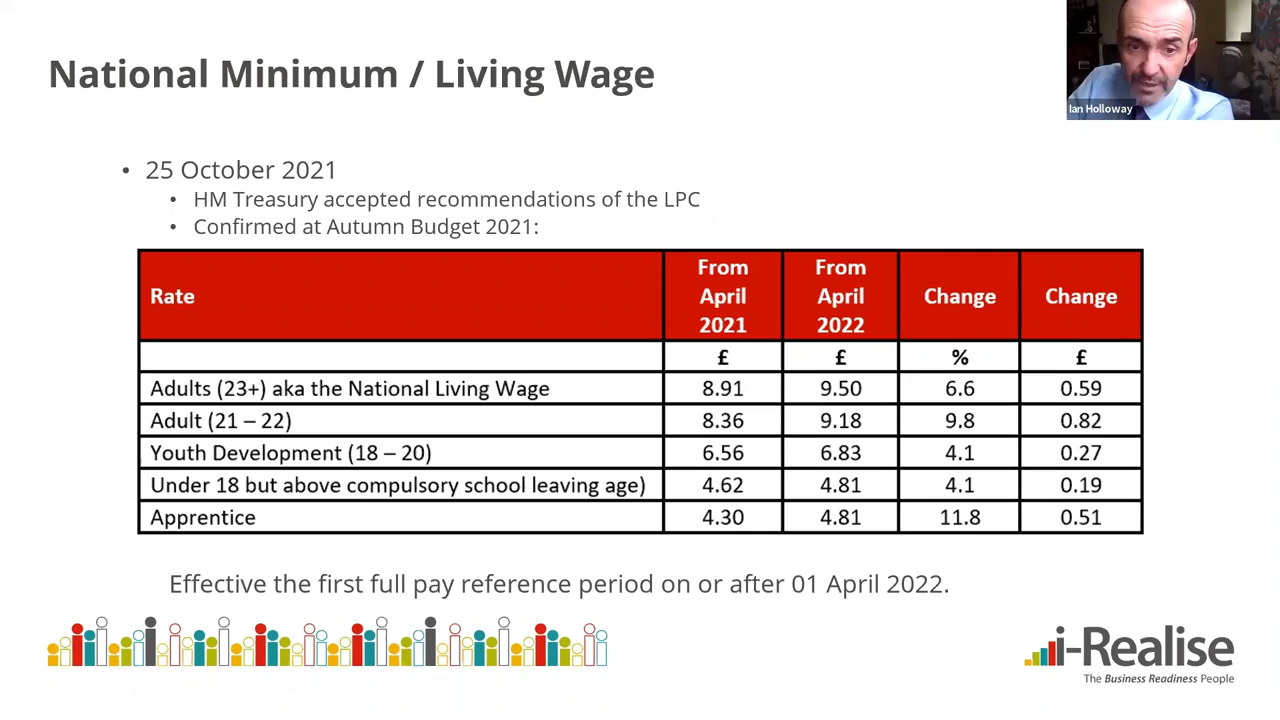 National Minimum / Living Wage
Ian Holloway
• 25 October 2021
• HM Treasury accepted recommendations of the LPC
• Confirmed at Autumn Budget 2021:
Rate From April 2021 From April 2022 Change Change
£ £ % £
Adults (23+) aka the National Living Wage 8.91 9.50 6.6 0.59
Adult (21 – 22) 8.36 9.18 9.8 0.82
Youth Development (18 – 20) 6.56 6.83 4.1 0.27
Under 18 but above compulsory school leaving age) 4.62 4.81 4.1 0.19
Apprentice 4.30 4.81 11.8 0.51
Effective the first full pay reference period on or after 01 April 2022.
i-Realise
The Business Readiness People